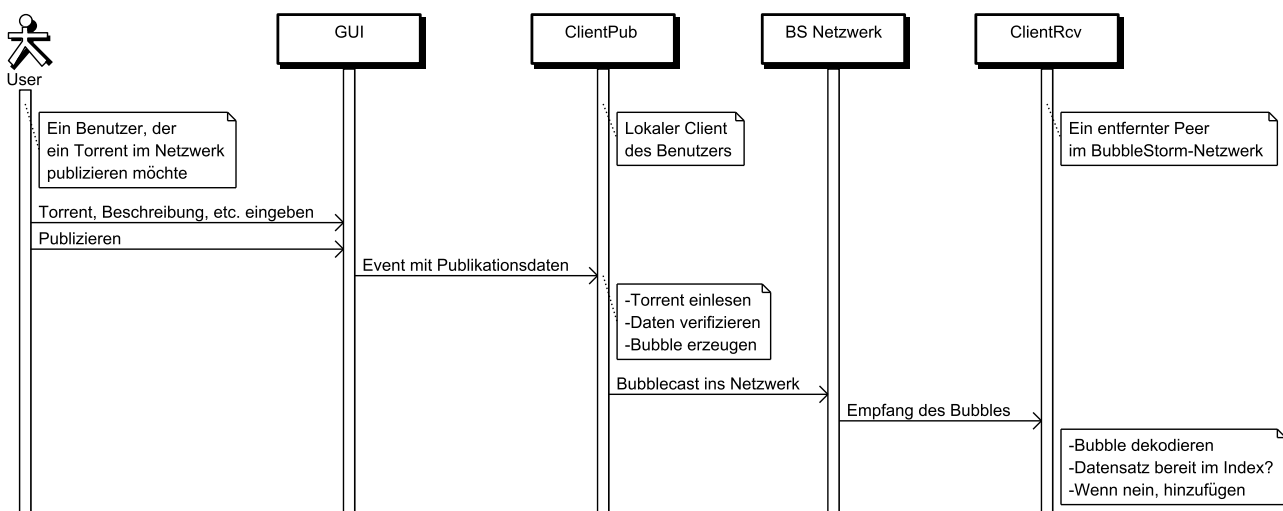 User
GUI
ClientPub
BS Netzwerk
ClientRcv
Ein Benutzer, der
ein Torrent im Netzwerk
publizieren möchte
Lokaler Client
des Benutzers
Ein entfernter Peer
im BubbleStorm-Netzwerk
Torrent, Beschreibung, etc. eingeben
Publizieren
Event mit Publikationsdaten
-Torrent einlesen
-Daten verifizieren
-Bubble erzeugen
Bubblecast ins Netzwerk
Empfang des Bubbles
-Bubble dekodieren
-Datensatz bereit im Index?
-Wenn nein, hinzufügen